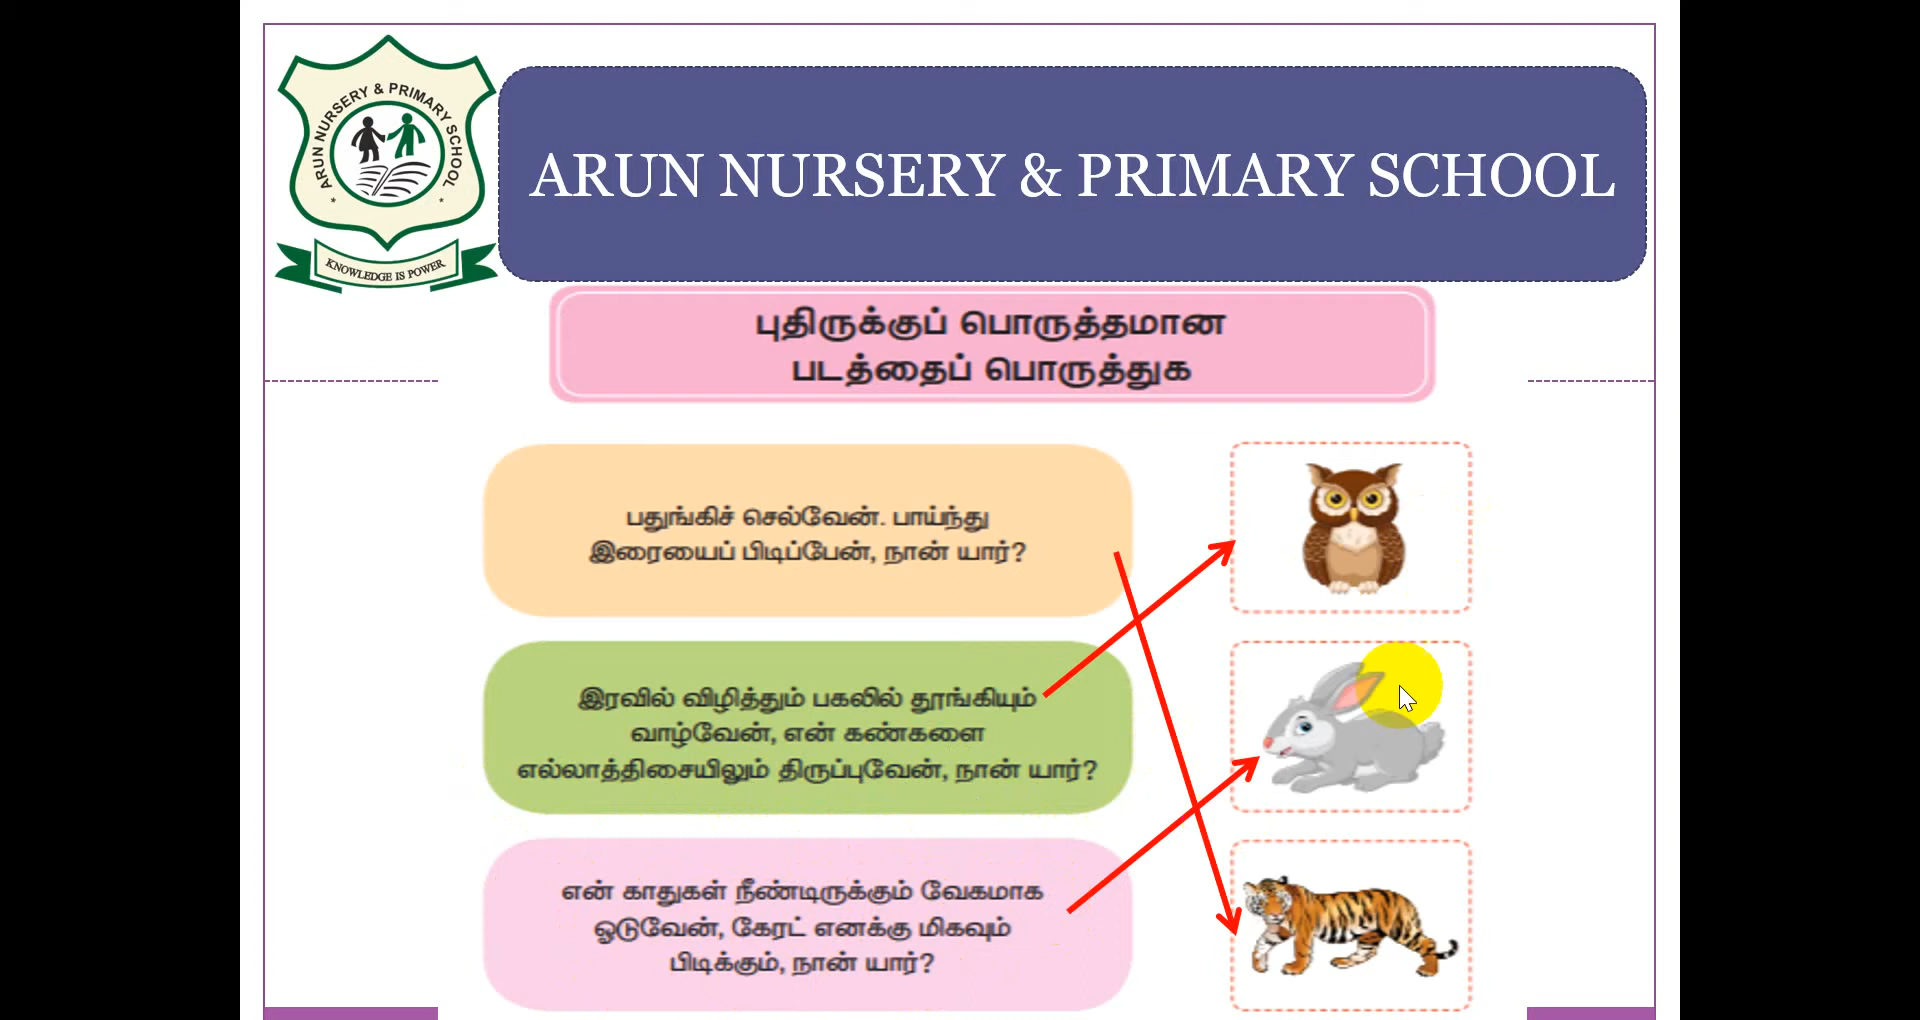 ARUN NURSERY & PRIMARY SCHOOL
KNOWLEDGE IS POWER
ARUN NURSERY & PRIMARY SCHOOL
புதிருக்குப் பொருத்தமான
படத்தைப் பொருத்துக
பதுங்கிச் செல்வேன். பாய்ந்து
இரையைப் பிடிப்பேன், நான் யார்?
இரவில் விழித்தும் பகலில் தூங்கியும்
வாழ்வேன், என் கண்களை
எல்லாத்திசையிலும் திருப்புவேன், நான் யார்?
என் காதுகள் நீண்டிருக்கும் வேகமாக
ஓடுவேன், கேரட் எனக்கு மிகவும்
பிடிக்கும், நான் யார்?